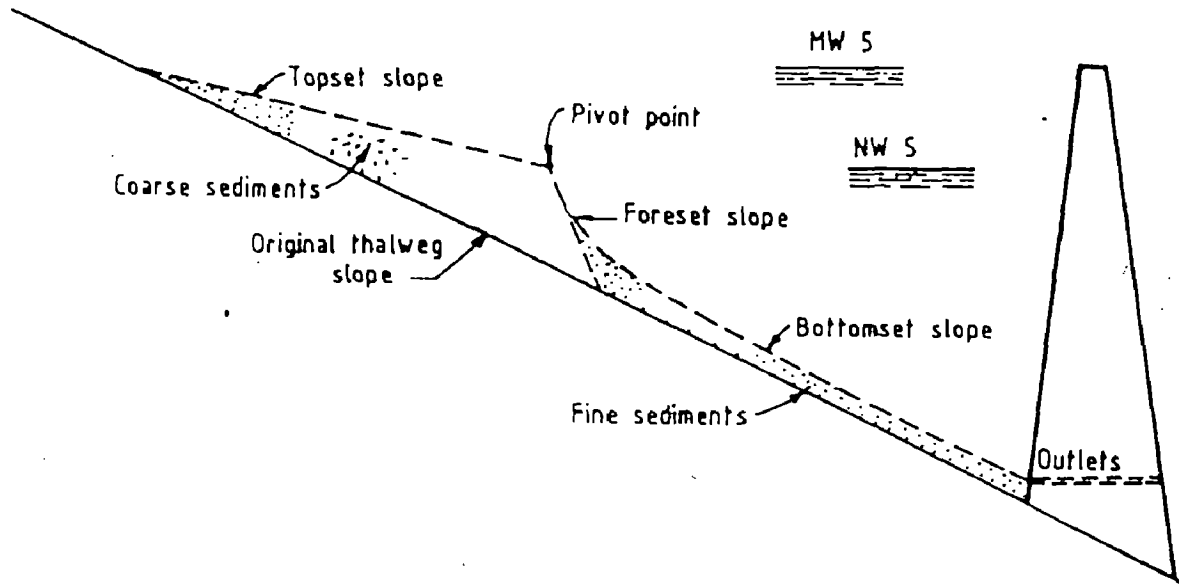 MW S
Topset slope
Pivot point
NW S
Coarse sediments
Foreset slope
Original thalweg
slope
Bottomset slope
Fine sediments
Outlets